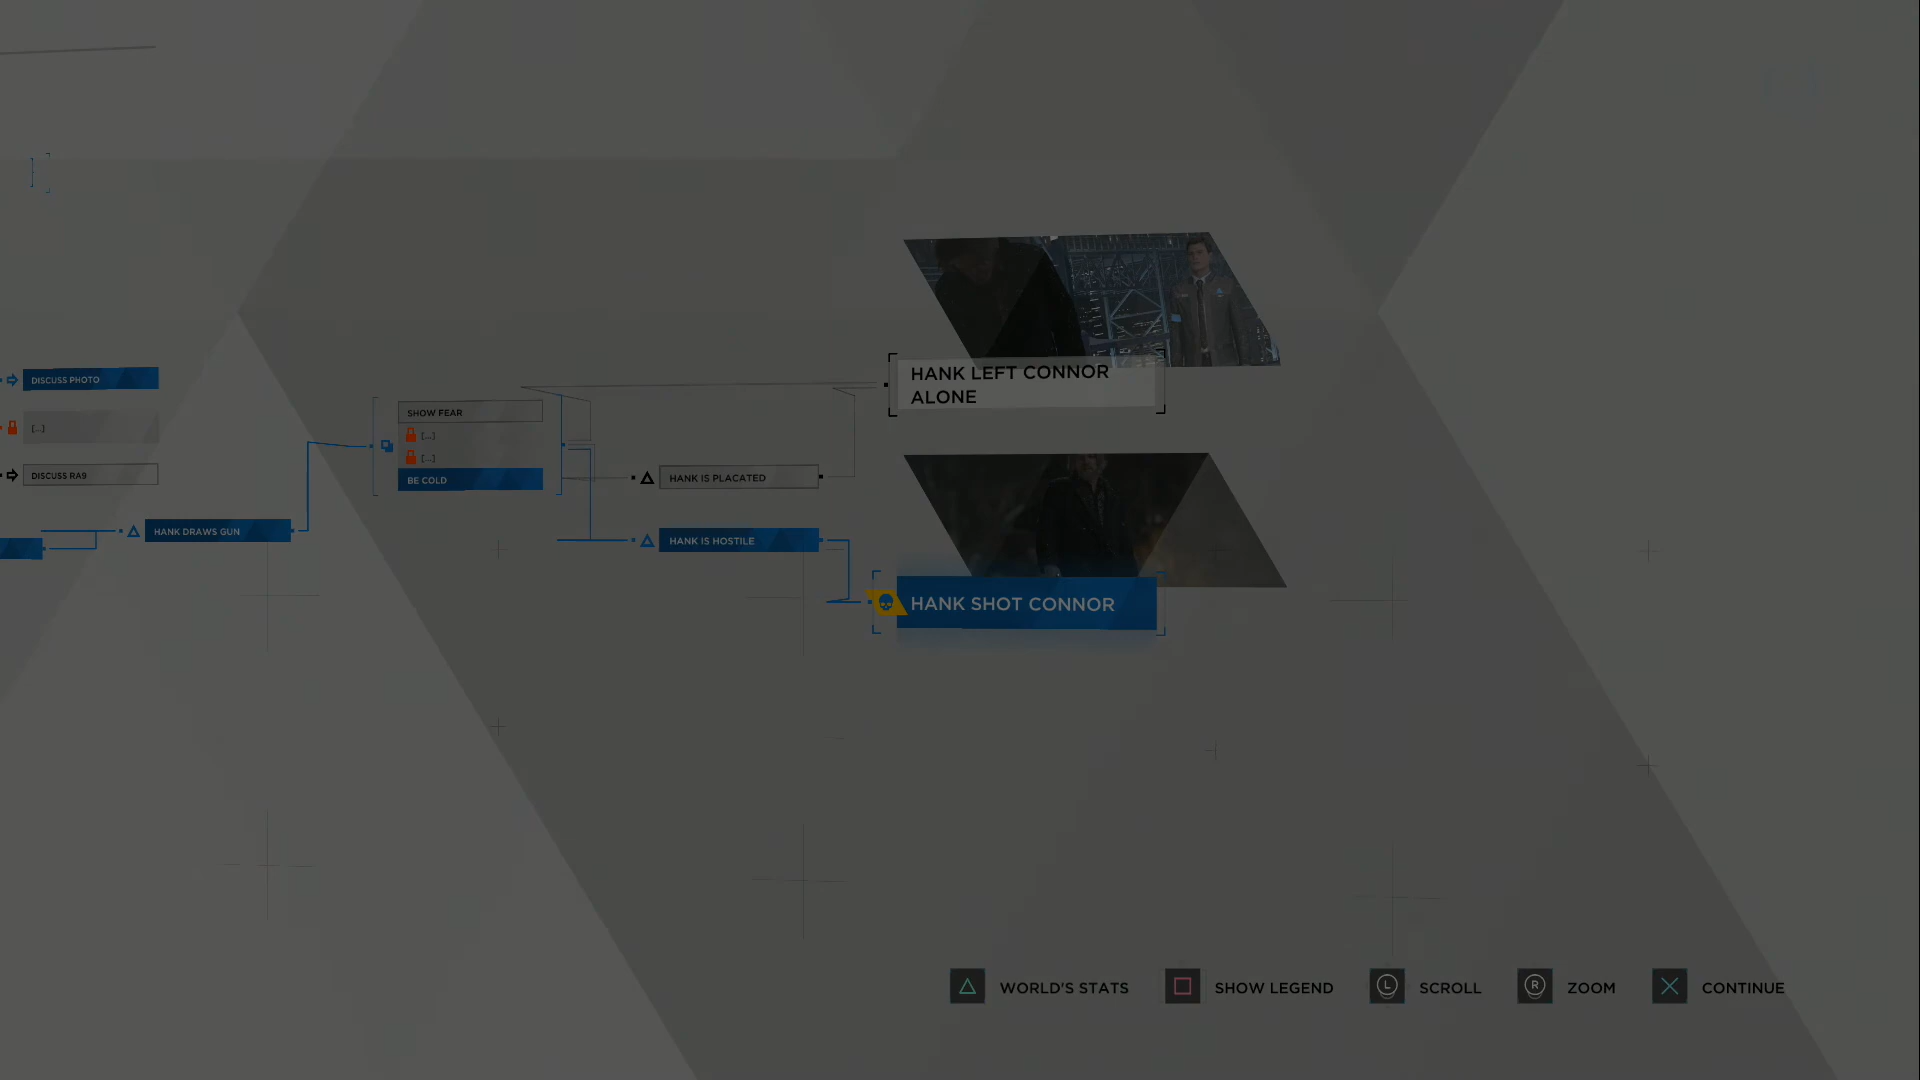 HANK LEFT CONNOR
ALONE
DISCUSS PHOTO
SHOW FEAR
[...]
[...]
[...]
DISCUSS RA9
BE COLD
HANK IS PLACATED
HANK DRAWS GUN
HANK IS HOSTILE
HANK SHOT CONNOR
WORLD'S STATS
SHOW LEGEND
L
SCROLL
R
ZOOM
CONTINUE